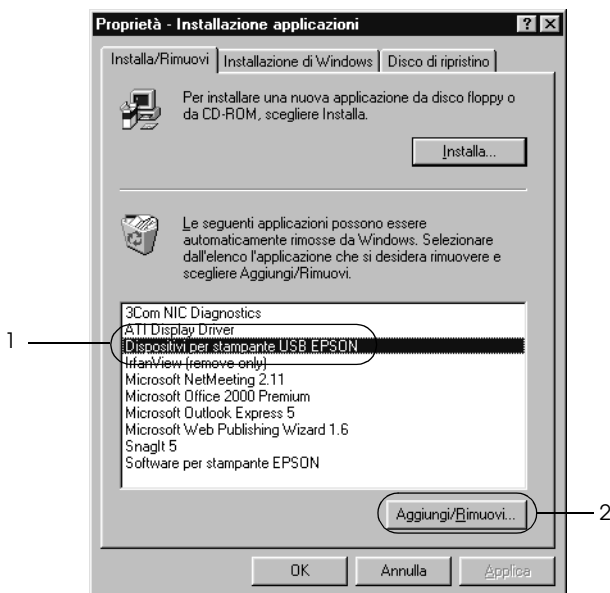 Proprietà - Installazione applicazioni
Installa/Rimuovi Installazione di Windows Disco di ripristino
Per installare una nuova applicazione da disco floppy o
da CD-ROM, scegliere Installa.
Installa...
Le seguenti applicazioni possono essere
automaticamente rimosse da Windows. Selezionare
dall'elenco l'applicazione che si desidera rimuovere e
scegliere Aggiungi/Rimuovi.
3Com NIC Diagnostics
ATI Display Driver
1
Dispositivi per stampante USB EPSON
IrfanView (remove only)
Microsoft NetMeeting 2.11
Microsoft Office 2000 Premium
Microsoft Outlook Express 5
Microsoft Web Publishing Wizard 1.6
SnagIt 5
Software per stampante EPSON
Aggiungi/Rimuovi...
2
OK Annulla Applica